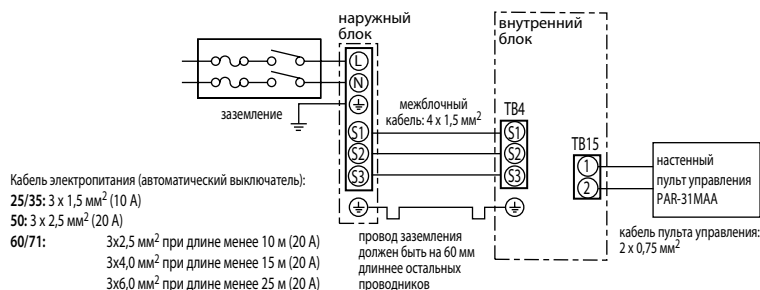 наружный
блок
внутренний
блок
L
N
заземление
межблочный
кабель: 4 x 1,5 мм²
TB4
S1
S2
S3
S1
S2
S3
TB15
1
2
настенный
пульт управления
PAR-31MAA
кабель пульта управления:
2 x 0,75 мм²
провод заземления
должен быть на 60 мм
длиннее остальных
проводников
Кабель электропитания (автоматический выключатель):
25/35: 3 x 1,5 мм² (10 A)
50: 3 x 2,5 мм² (20 A)
60/71: 3x2,5 мм² при длине менее 10 м (20 A)
3x4,0 мм² при длине менее 15 м (20 A)
3x6,0 мм² при длине менее 25 м (20 A)